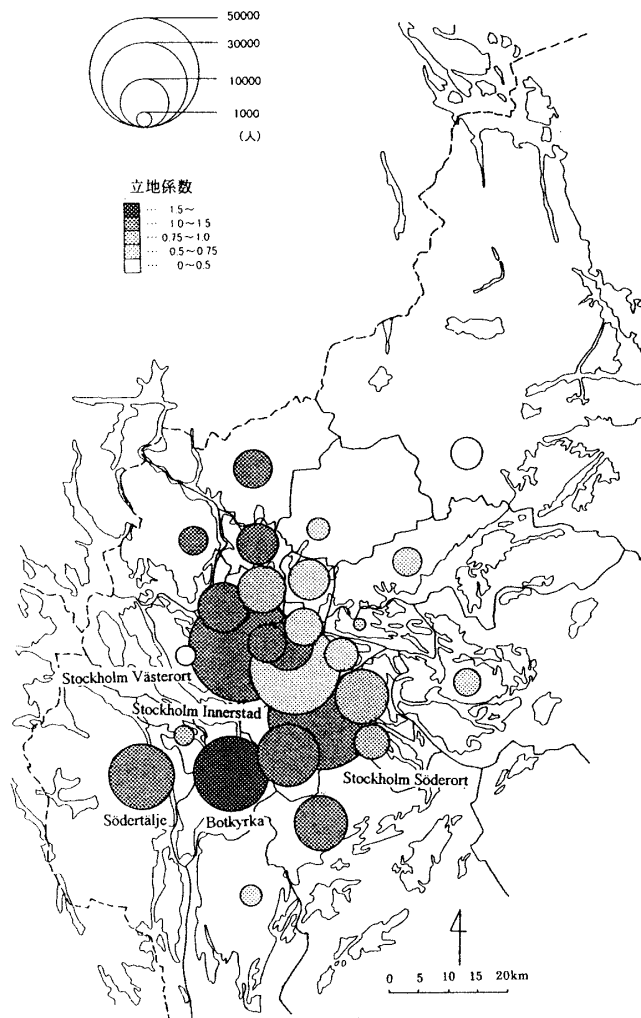 50000
30000
10000
1000
(人)
立地係数
… 1.5~
… 1.0~1.5
… 0.75~1.0
… 0.5~0.75
… 0~0.5
Stockholm Västerort
Stockholm Innerstad
Stockholm Söderort
Södertälje
Botkyrka
0 5 10 15 20km